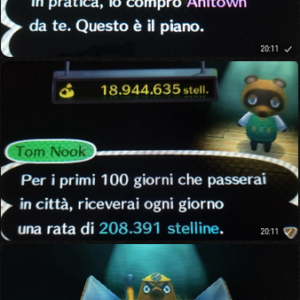 In pratica, io compro Anitown
da te. Questo è il piano.
20:11
18.944.635 stell.
Tom Nook
Per i primi 100 giorni che passerai
in città, riceverai ogni giorno
una rata di 208.391 stelline.
20:11